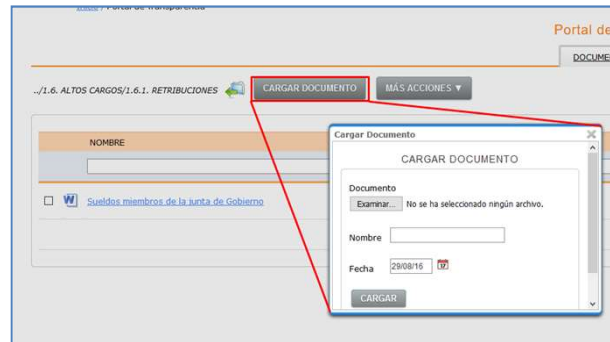 Inicio / Portal de Transparencia
Portal de
DOCUME
../1.6. ALTOS CARGOS/1.6.1. RETRIBUCIONES
CARGAR DOCUMENTO
MÁS ACCIONES ▼
NOMBRE
Sueldos miembros de la junta de Gobierno
Cargar Documento
CARGAR DOCUMENTO
Documento
Examinar... No se ha seleccionado ningún archivo.
Nombre
Fecha 29/08/16
CARGAR